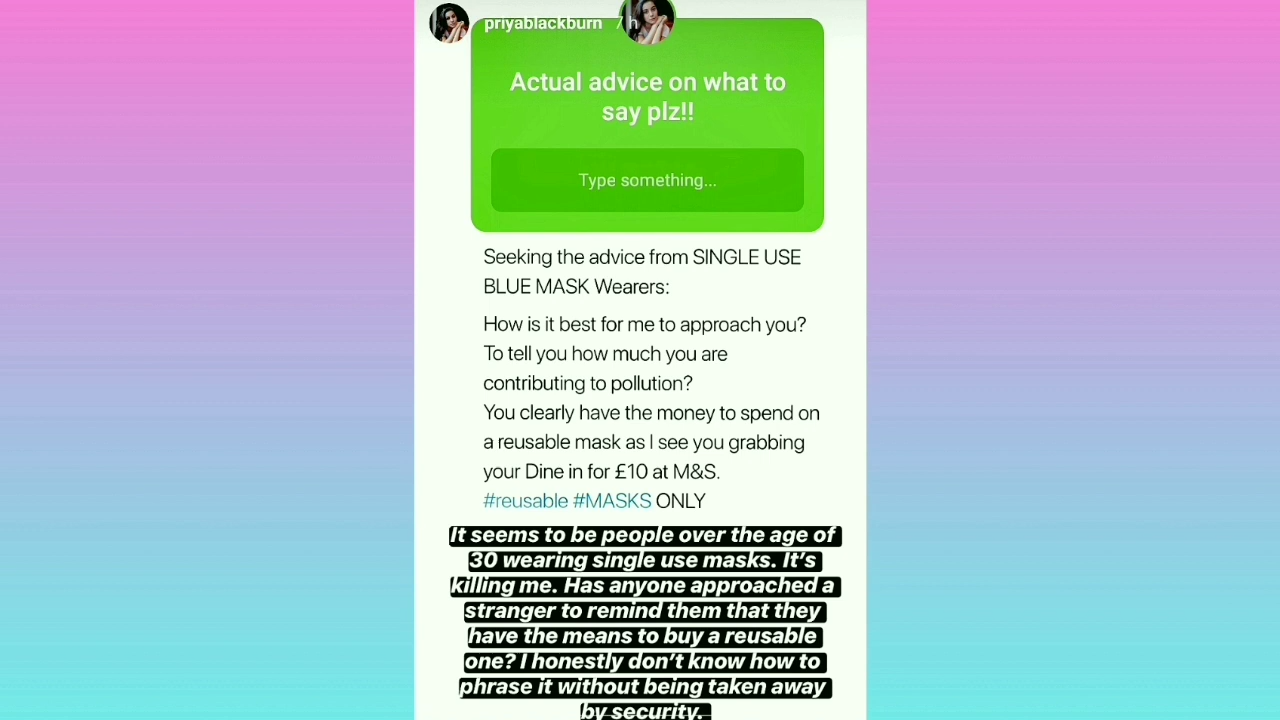 priyablackburn 7 h
Actual advice on what to
say plz!!
Type something...
Seeking the advice from SINGLE USE
BLUE MASK Wearers:
How is it best for me to approach you?
To tell you how much you are
contributing to pollution?
You clearly have the money to spend on
a reusable mask as I see you grabbing
your Dine in for £10 at M&S.
#reusable #MASKS ONLY
It seems to be people over the age of
30 wearing single use masks. It's
killing me. Has anyone approached a
stranger to remind them that they
have the means to buy a reusable
one? I honestly don't know how to
phrase it without being taken away
by security.